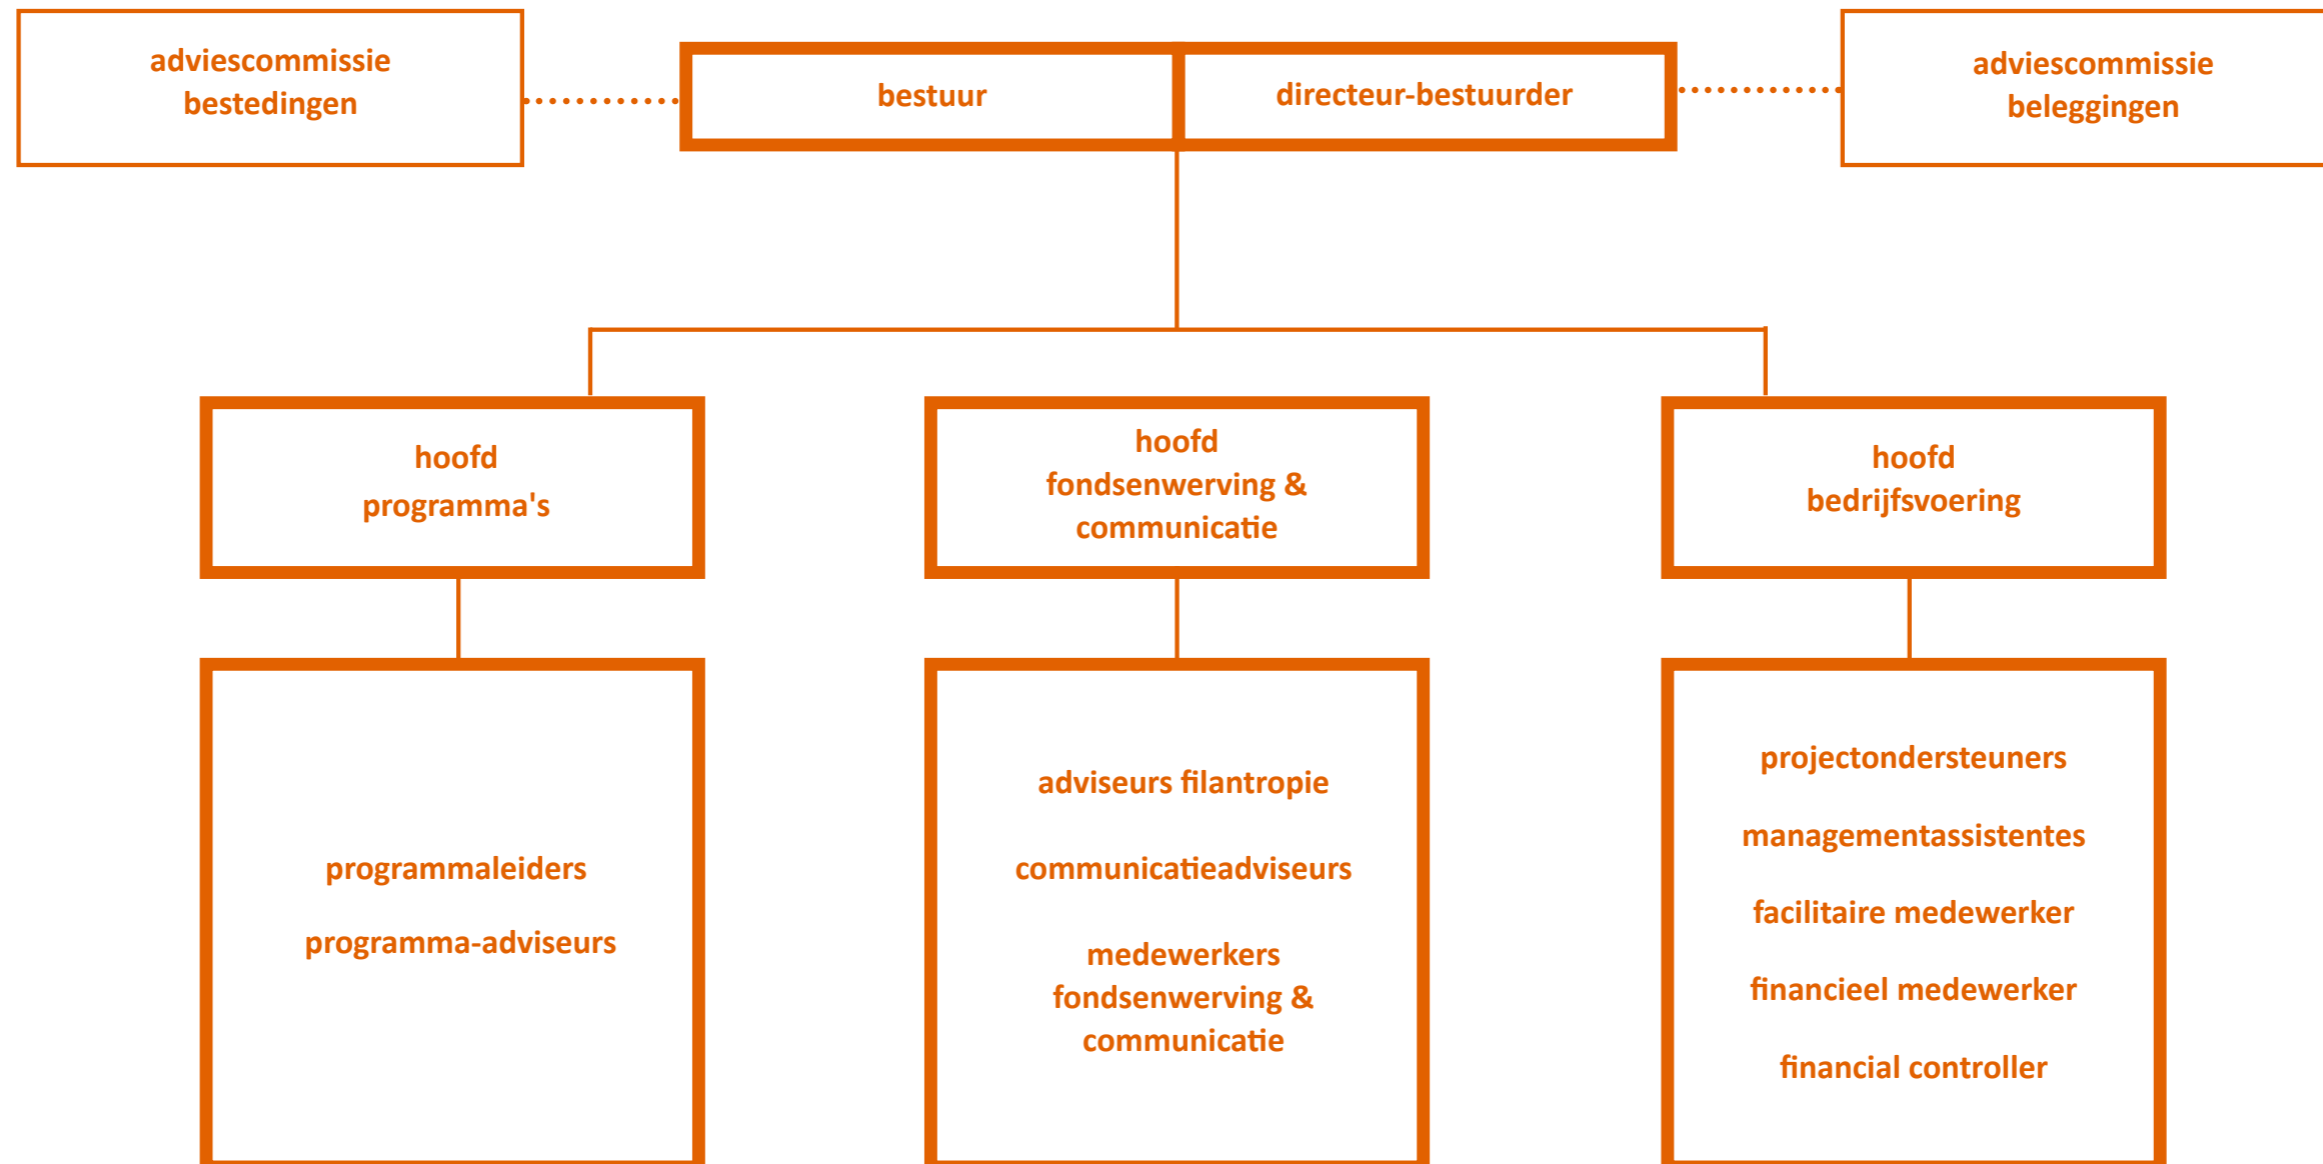 adviescommissie
bestedingen
bestuur
directeur-bestuurder
adviescommissie
beleggingen
hoofd
programma's
hoofd
fondsenwerving &
communicatie
hoofd
bedrijfsvoering
programmaleiders
programma-adviseurs
adviseurs filantropie
communicatieadviseurs
medewerkers
fondsenwerving &
communicatie
projectondersteuners
managementassistentes
facilitaire medewerker
financieel medewerker
financial controller